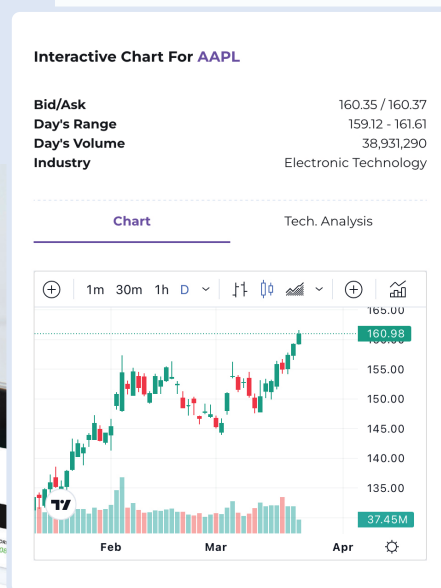 Interactive Chart For AAPL
Bid/Ask 160.35 / 160.37
Day's Range 159.12 - 161.61
Day's Volume 38,931,290
Industry Electronic Technology
Chart Tech. Analysis
1m 30m 1h D
165.00
160.98
155.00
150.00
145.00
140.00
135.00
37.45M
Feb Mar Apr